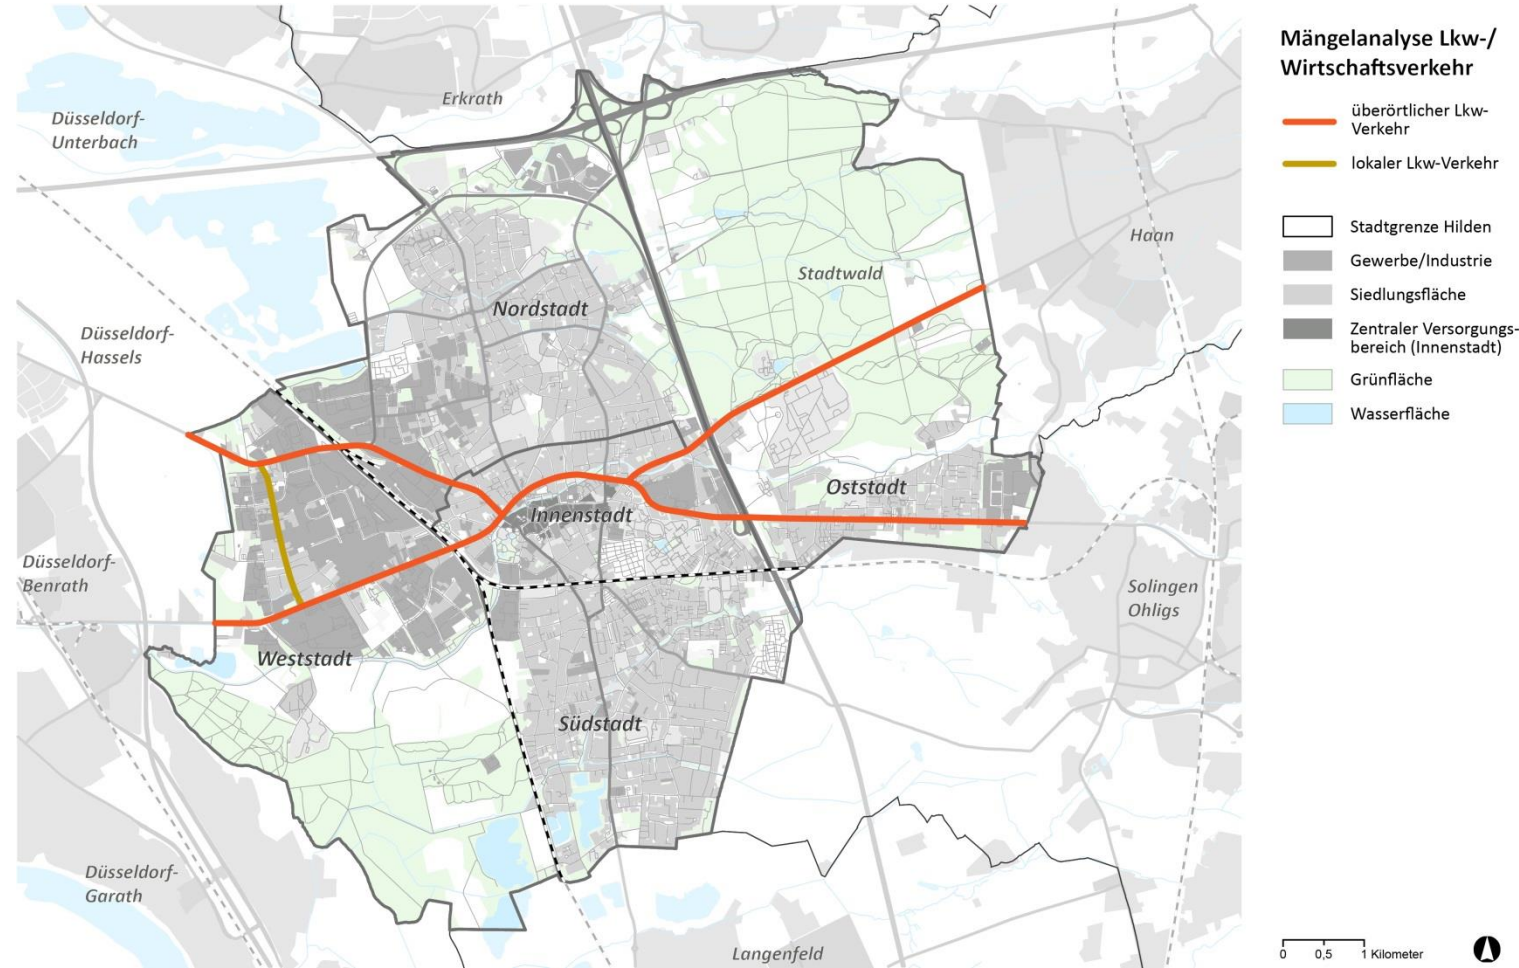 Mängelanalyse Lkw-/
Wirtschaftsverkehr
überörtlicher Lkw-
Verkehr
lokaler Lkw-Verkehr
Stadtgrenze Hilden
Gewerbe/Industrie
Siedlungsfläche
Zentraler Versorgungs-
bereich (Innenstadt)
Grünfläche
Wasserfläche
Erkrath
Düsseldorf-
Unterbach
Haan
Stadtwald
Nordstadt
Düsseldorf-
Hassels
Oststadt
Innenstadt
Düsseldorf-
Benrath
Solingen
Ohligs
Weststadt
Südstadt
Düsseldorf-
Garath
Langenfeld
0 0,5 1 Kilometer